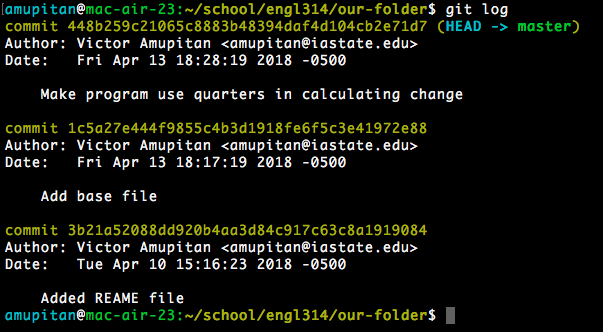 [amupitan@mac-air-23:~/school/engl314/our-folder$ git log
commit 448b259c21065c8883b48394daf4d104cb2e71d7 (HEAD -> master)
Author: Victor Amupitan <amupitan@iastate.edu>
Date:   Fri Apr 13 18:28:19 2018 -0500
Make program use quarters in calculating change
commit 1c5a27e444f9855c4b3d1918fe6f5c3e41972e88
Author: Victor Amupitan <amupitan@iastate.edu>
Date:   Fri Apr 13 18:17:19 2018 -0500
Add base file
commit 3b21a52088dd920b4aa3d84c917c63c8a1919084
Author: Victor Amupitan <amupitan@iastate.edu>
Date:   Tue Apr 10 15:16:23 2018 -0500
Added REAME file
amupitan@mac-air-23:~/school/engl314/our-folder$